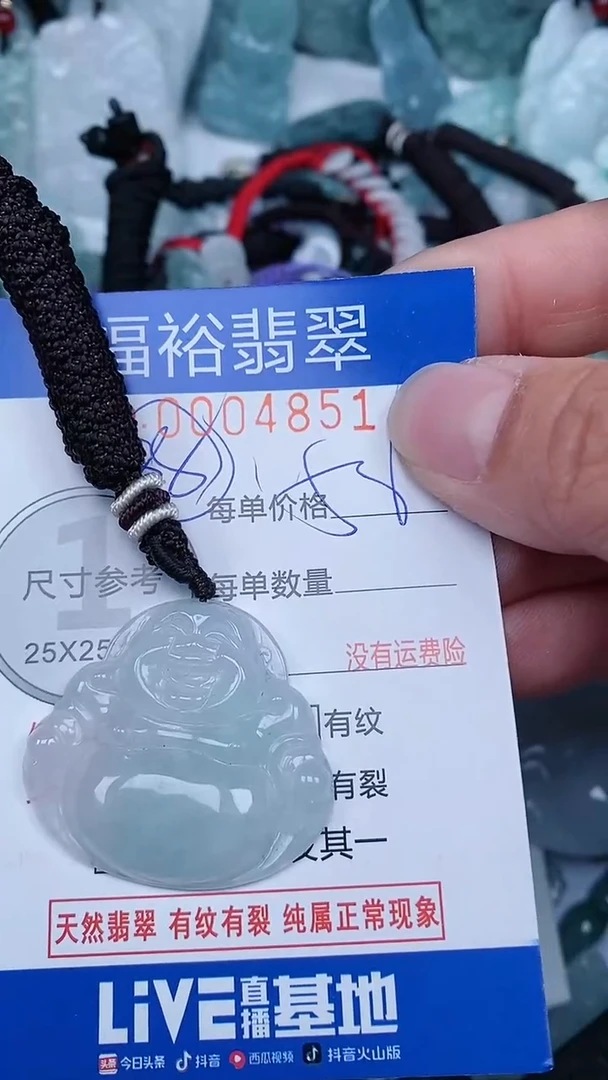 福裕翡翠
0004851
每单价格
尺寸参考 每单数量
25X25
没有运费险
有纹
有裂
及其一
天然翡翠 有纹有裂 纯属正常现象
LiVE直播基地
头条 今日头条 抖音 西瓜视频 抖音火山版